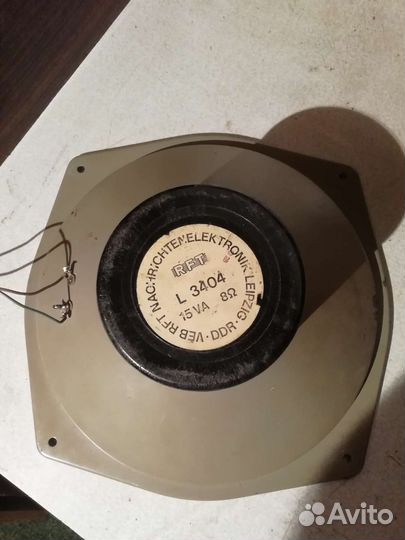 VEB RFT NACHRICHTENELEKTRONIK LEIPZIG · DDR ·
RFT
L 3404
15 VA 8Ω
Avito